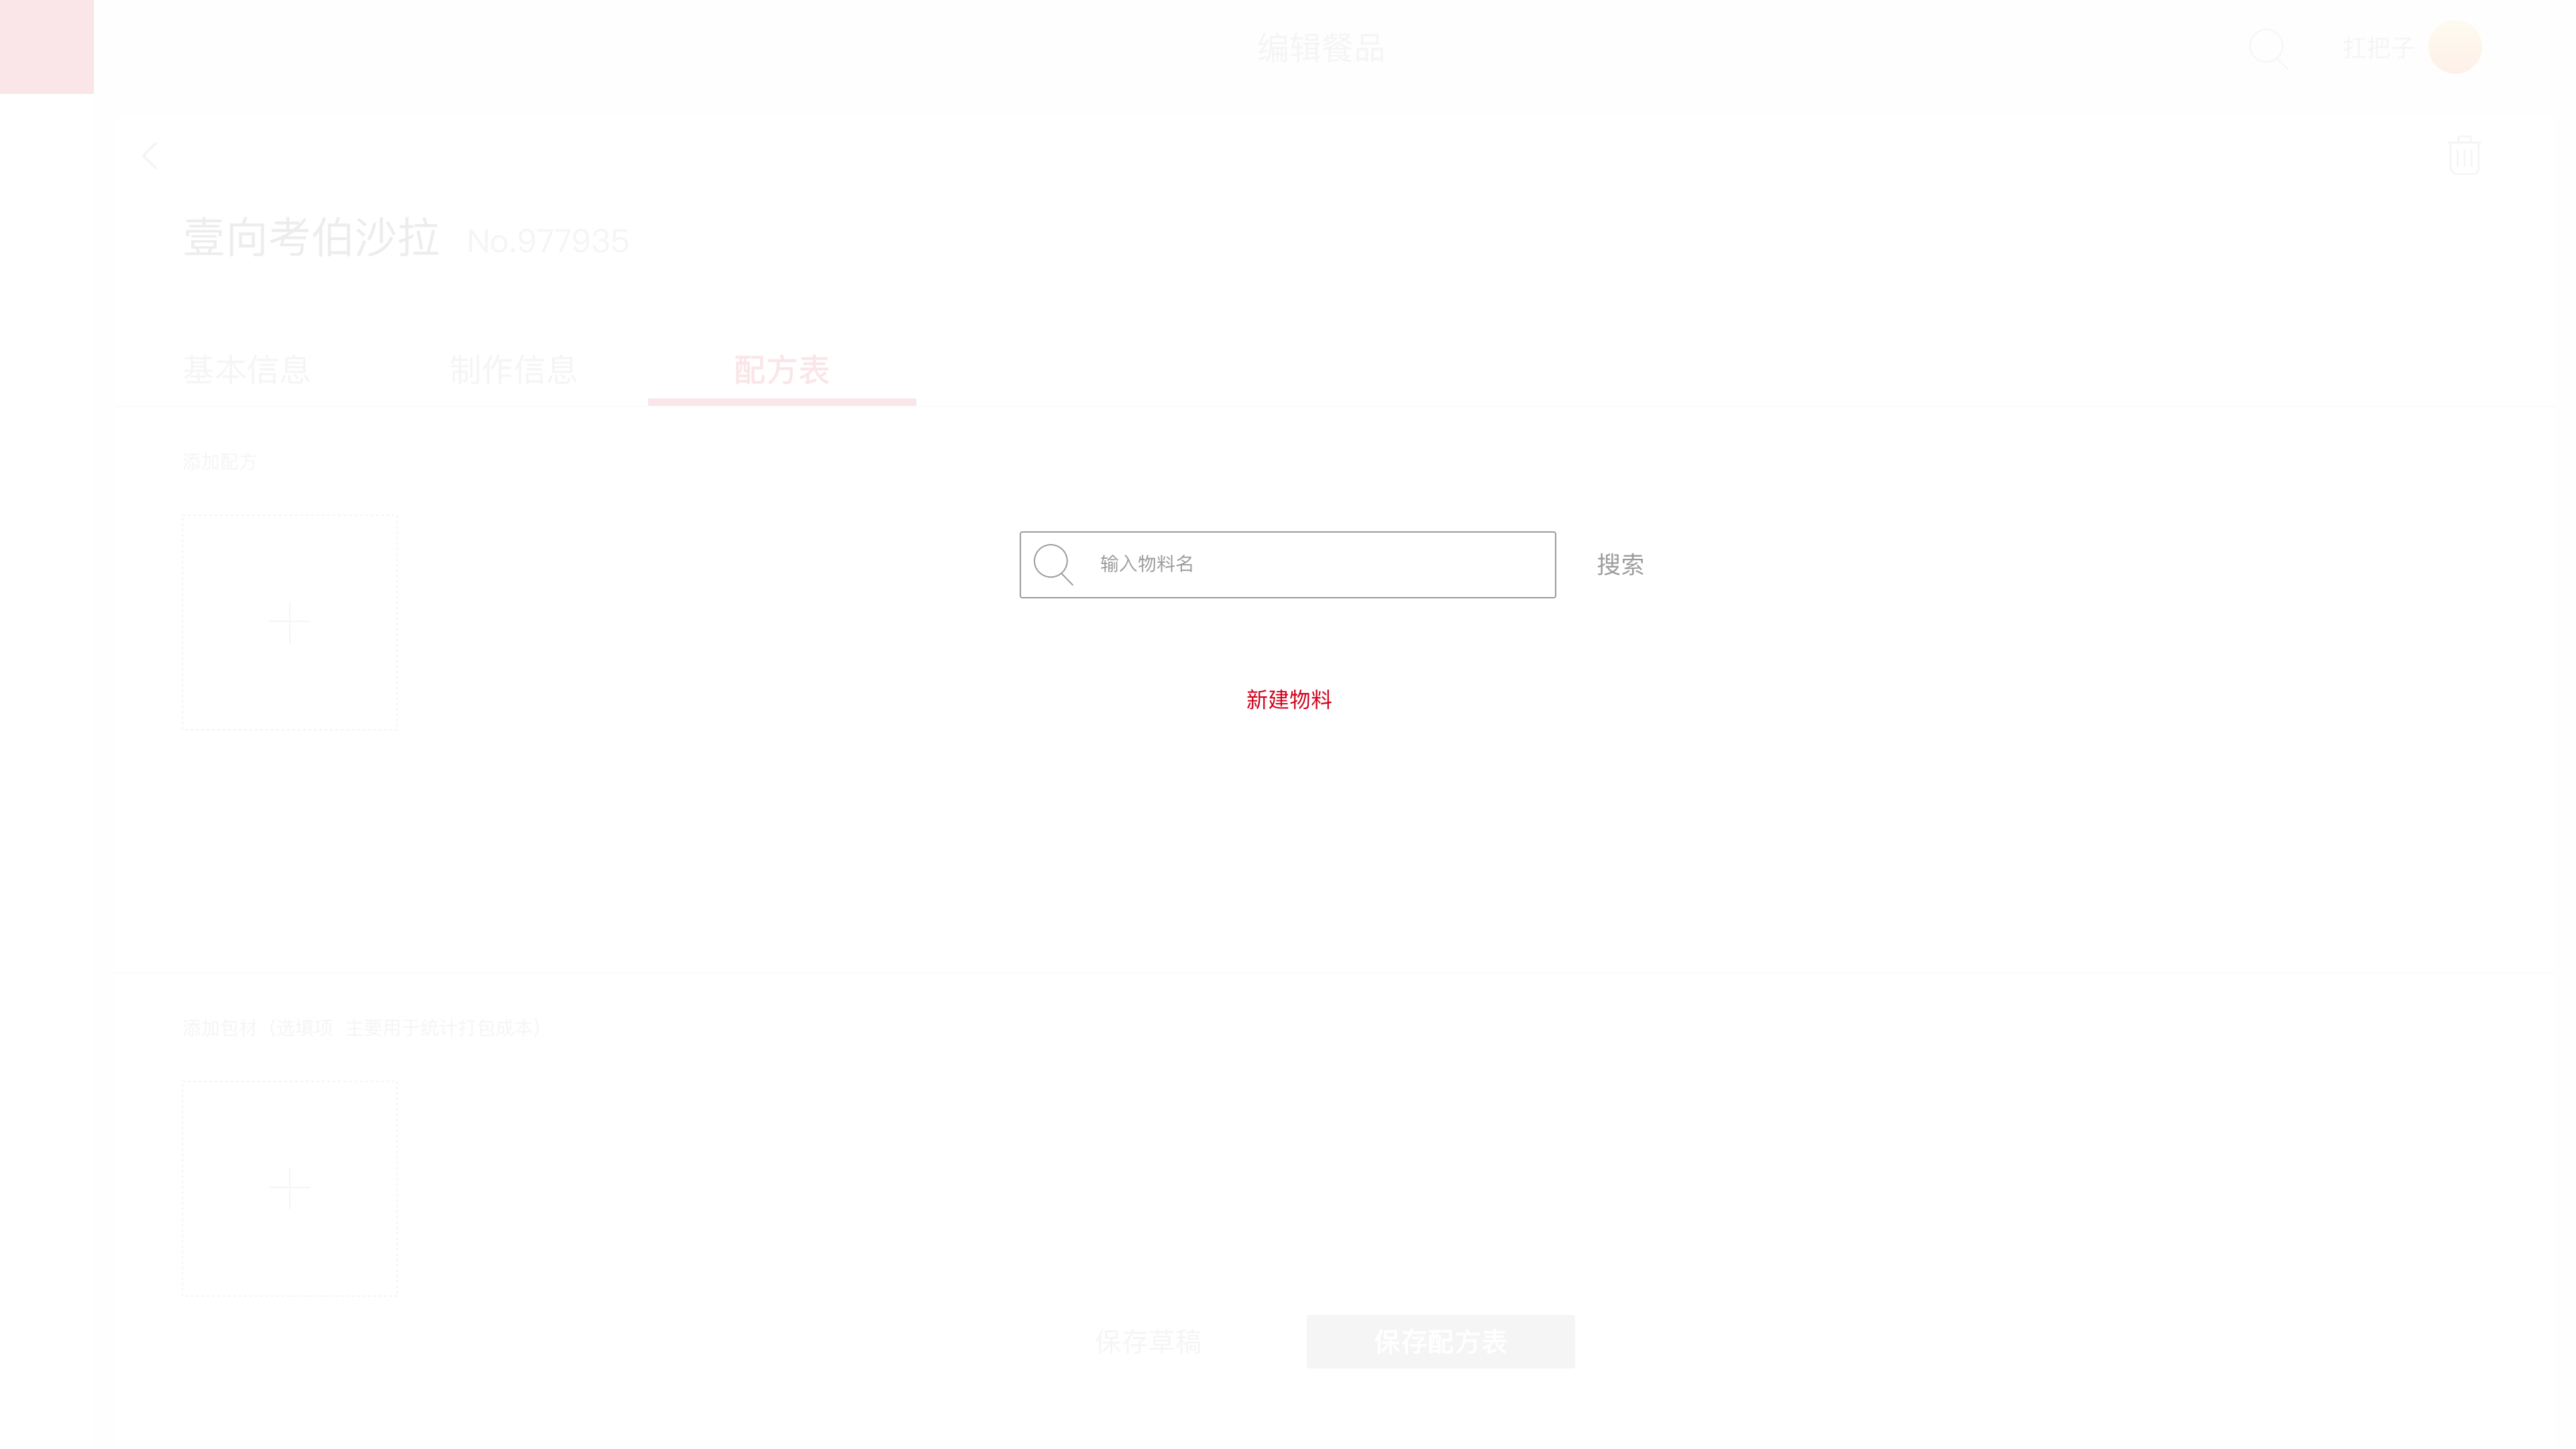 编辑餐品
扛把子
壹向考伯沙拉 No.977935
基本信息 制作信息 配方表
添加配方
输入物料名
搜索
新建物料
添加包材（选填项 主要用于统计打包成本）
保存草稿
保存配方表